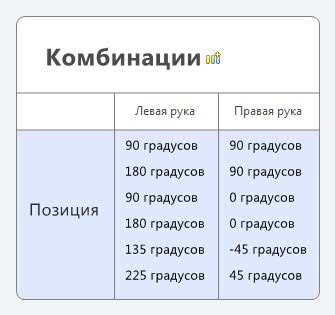 Комбинации
Левая рука Правая рука
Позиция
90 градусов 90 градусов
180 градусов 90 градусов
90 градусов 0 градусов
180 градусов 0 градусов
135 градусов -45 градусов
225 градусов 45 градусов